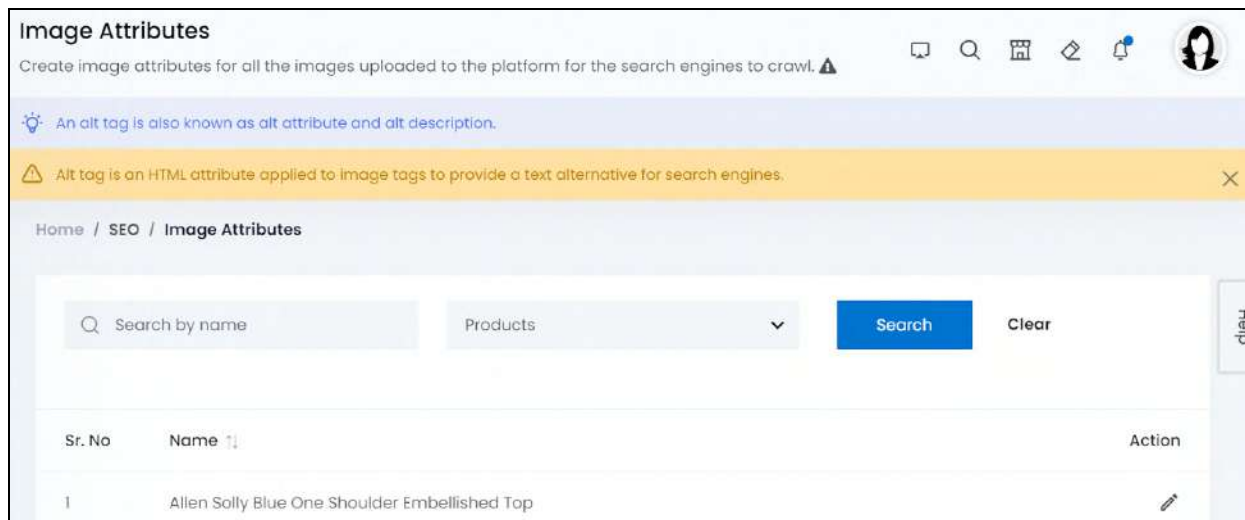 Image Attributes
Create image attributes for all the images uploaded to the platform for the search engines to crawl.
An alt tag is also known as alt attribute and alt description.
Alt tag is an HTML attribute applied to image tags to provide a text alternative for search engines.
Home / SEO / Image Attributes
Search by name
Products
Search
Clear
Help
Sr. No
Name
Action
1
Allen Solly Blue One Shoulder Embellished Top